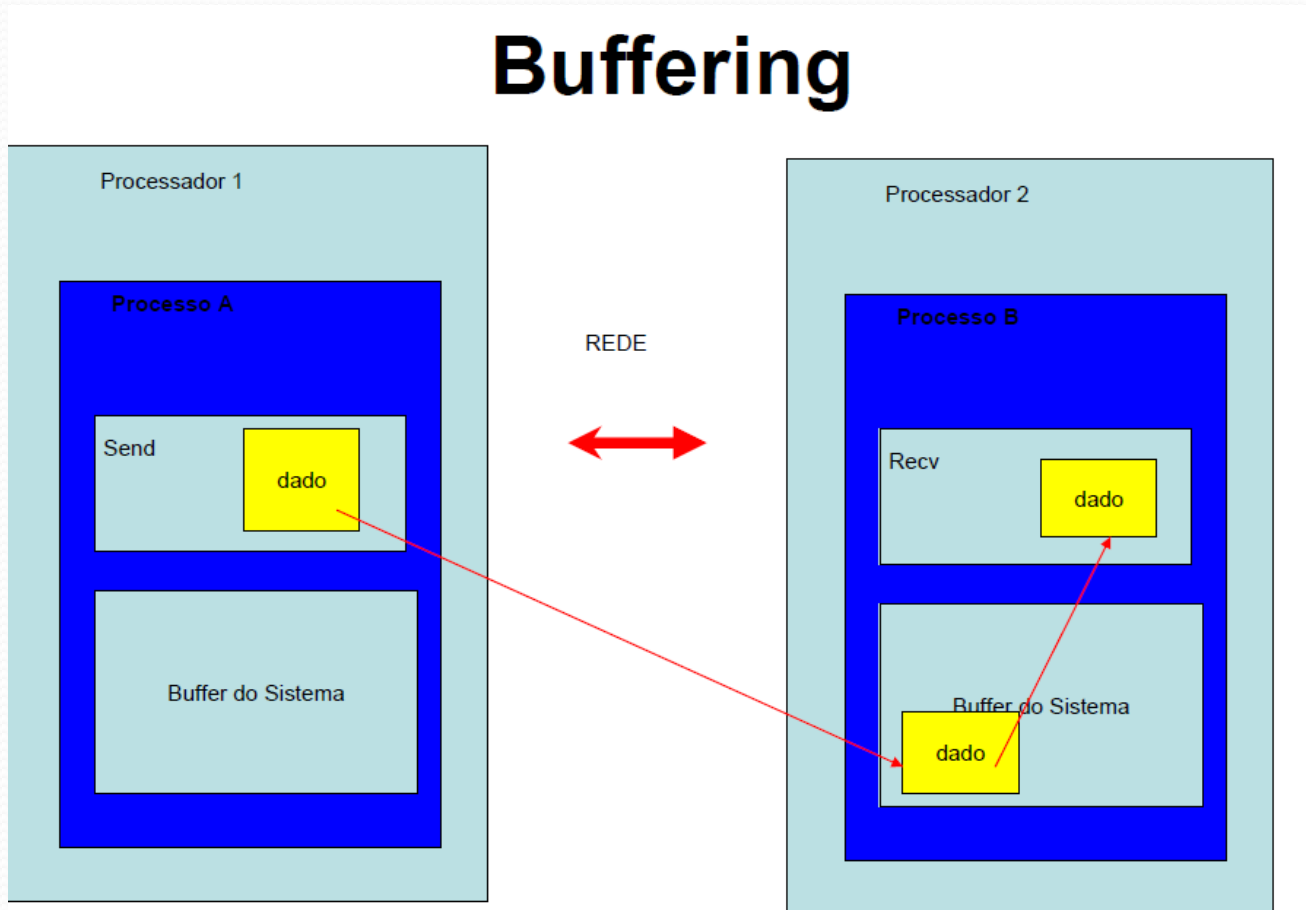 Buffering
Processador 1
Processo A
Send
dado
Buffer do Sistema
REDE
Processador 2
Processo B
Recv
dado
Buffer do Sistema
dado